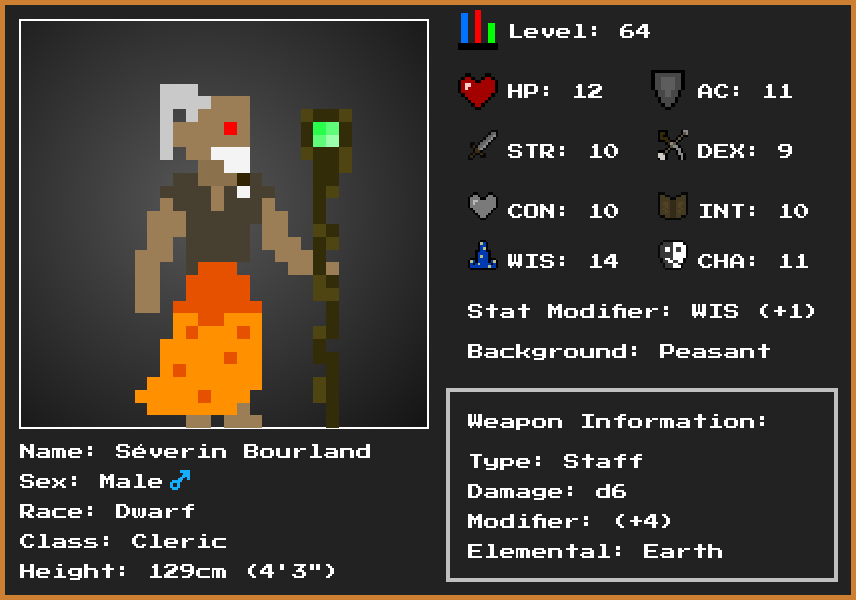 Level: 64
HP: 12 AC: 11
STR: 10 DEX: 9
CON: 10 INT: 10
WIS: 14 CHA: 11
Stat Modifier: WIS (+1)
Background: Peasant
Weapon Information:
Type: Staff
Damage: d6
Modifier: (+4)
Elemental: Earth
Name: Séverin Bourland
Sex: Male ♂
Race: Dwarf
Class: Cleric
Height: 129cm (4'3")